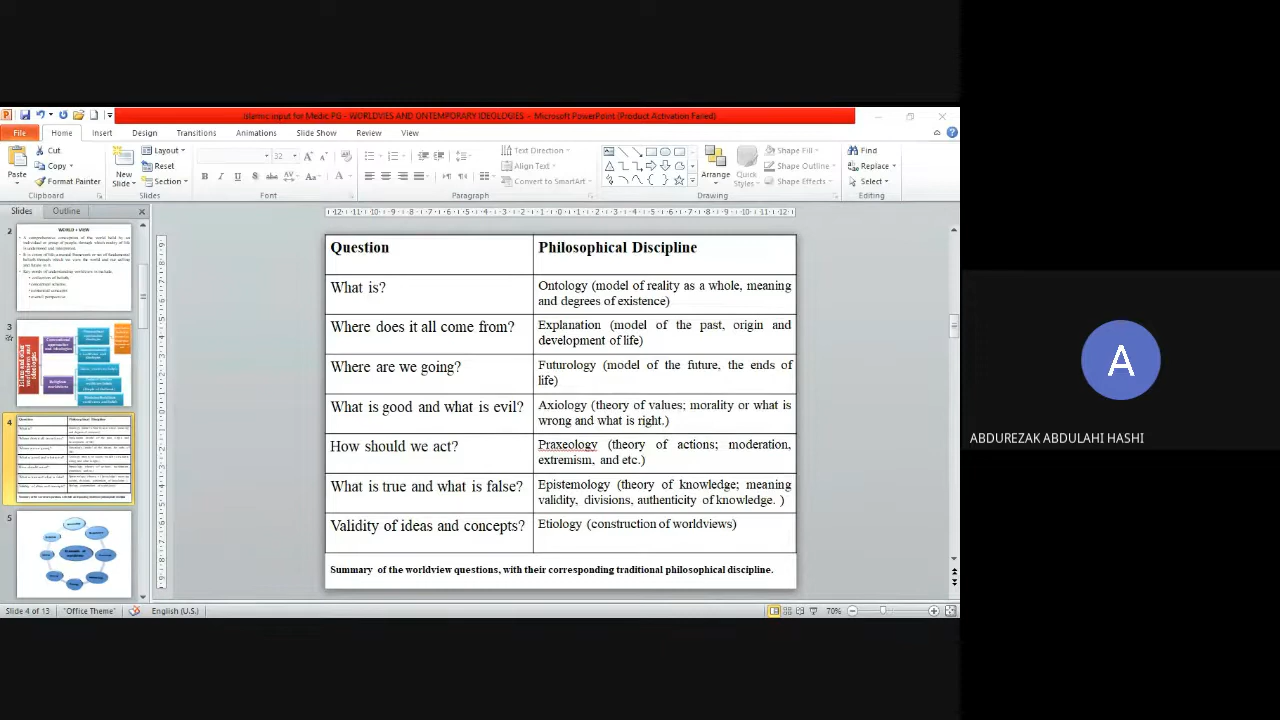 islamic input for Medic PG - WORLDVIES AND ONTEMPORARY IDEOLOGIES - Microsoft PowerPoint (Product Activation Failed)
File Home Insert Design Transitions Animations Slide Show Review View
Paste
Cut
Copy
Format Painter
Clipboard
New Slide
Layout
Reset
Section
Slides
32
Font
Paragraph
Text Direction
Align Text
Convert to SmartArt
Arrange
Quick Styles
Shape Fill
Shape Outline
Shape Effects
Drawing
Find
Replace
Select
Editing
Slides Outline
2
WORLD VIEW
3
4
5
Question Philosophical Discipline
What is? Ontology (model of reality as a whole, meaning
and degrees of existence)
Where does it all come from? Explanation (model of the past, origin and
development of life)
Where are we going? Futurology (model of the future, the ends of
life)
What is good and what is evil? Axiology (theory of values; morality or what is
wrong and what is right.)
How should we act? Praxeology (theory of actions; moderation,
extremism, and etc.)
What is true and what is false? Epistemology (theory of knowledge; meaning
validity, divisions, authenticity of knowledge. )
Validity of ideas and concepts? Etiology (construction of worldviews)
Summary of the worldview questions, with their corresponding traditional philosophical discipline.
Slide 4 of 13 "Office Theme" English (U.S.) 70%
A
ABDUREZAK ABDULAHI HASHI